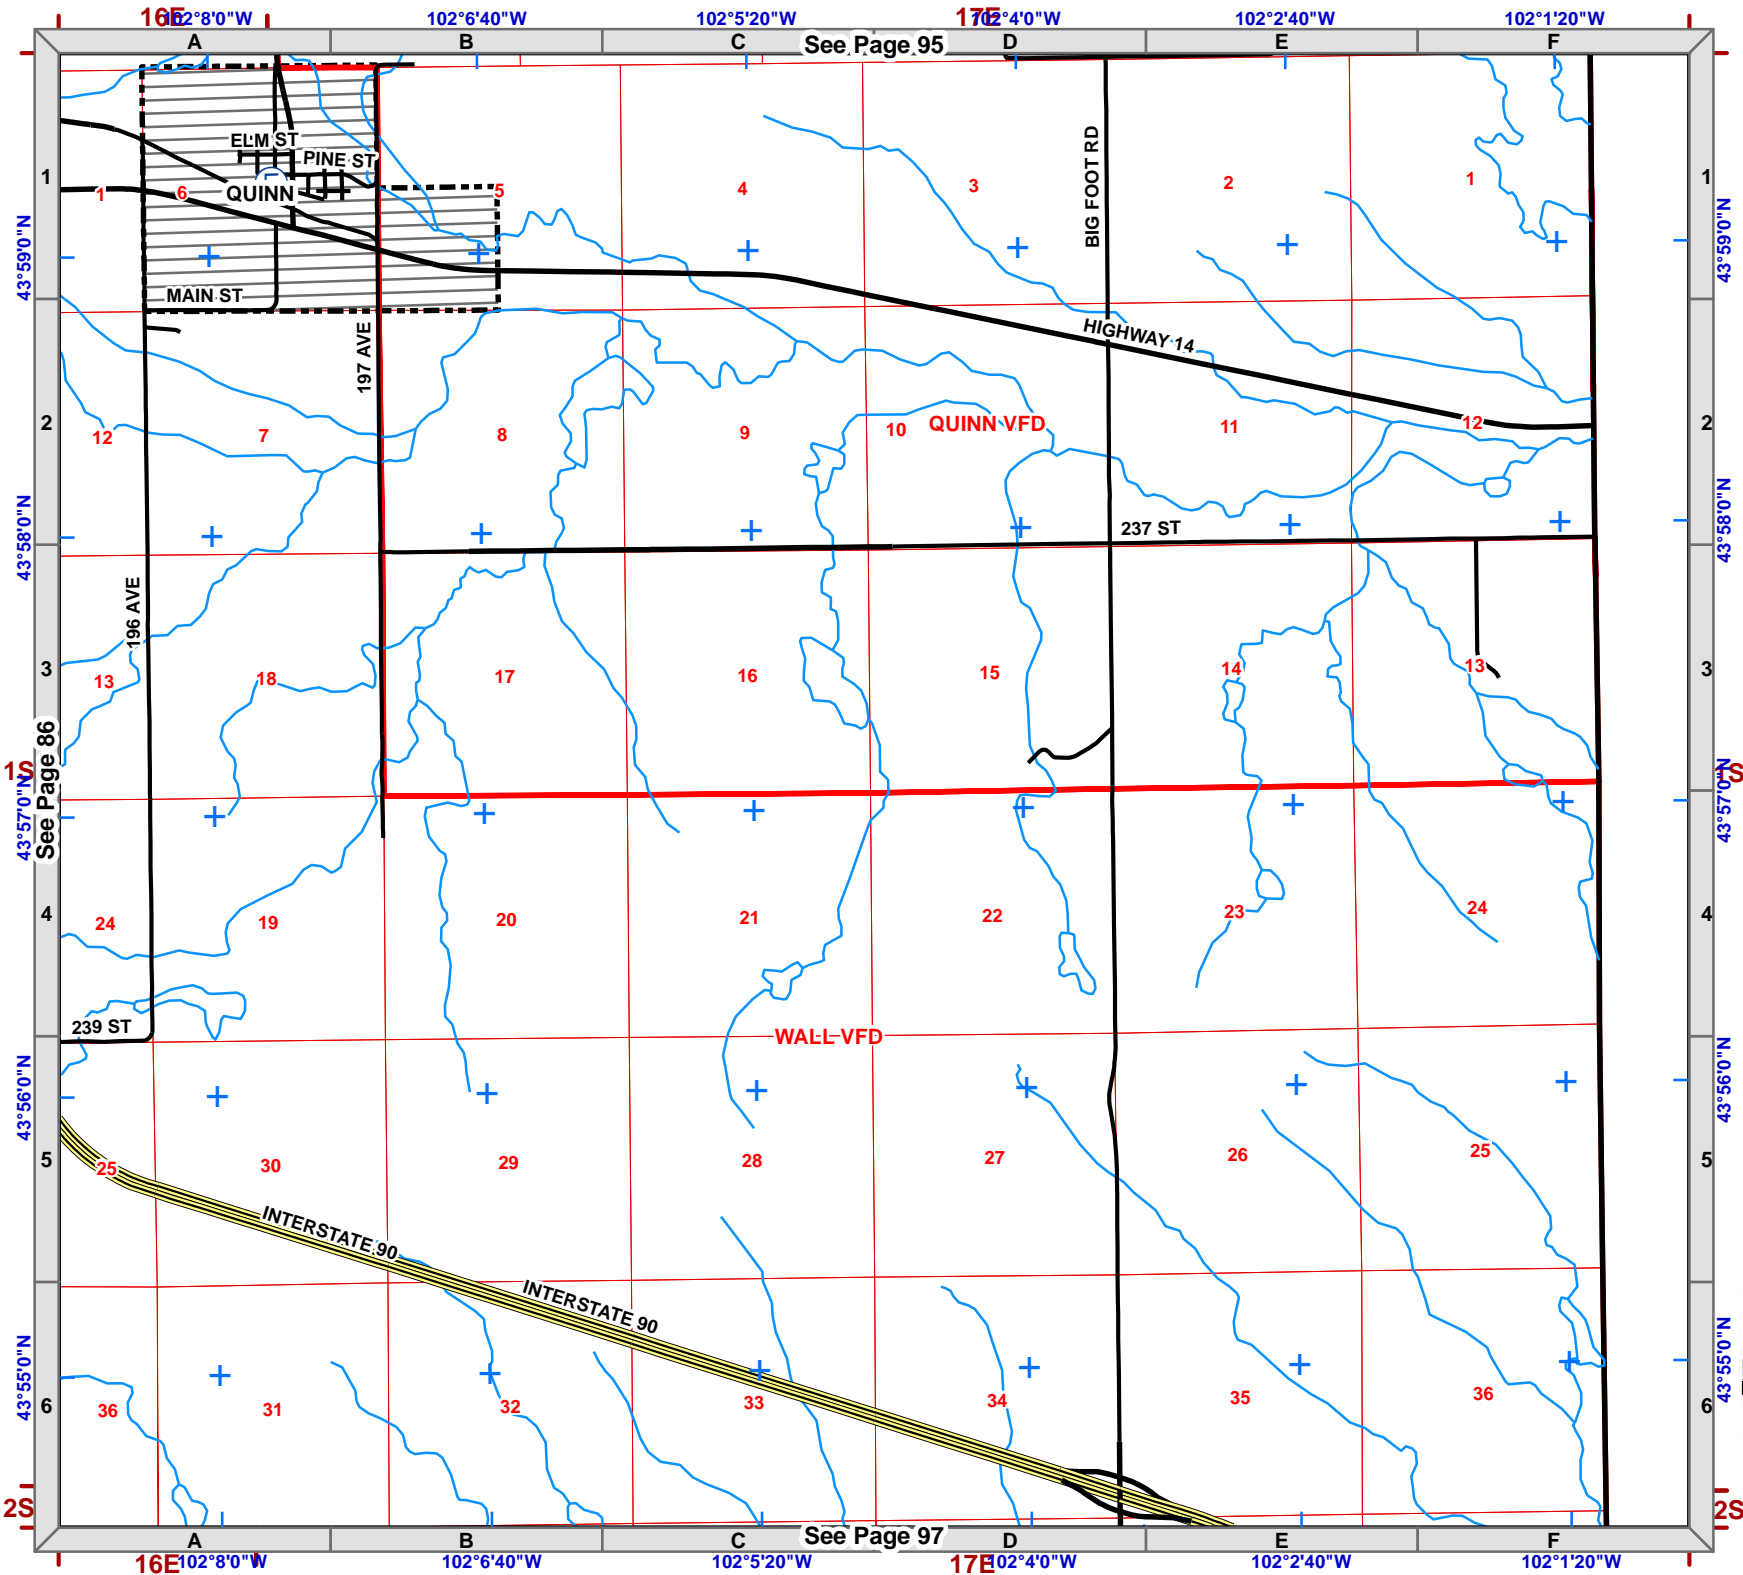 16E 102°8'0"W 102°6'40"W 102°5'20"W 17E 102°4'0"W 102°2'40"W 102°1'20"W
A B C See Page 95 D E F
ELM ST
PINE ST
QUINN
1 1 6 5 4 3 2 1 1
BIG FOOT RD
43°59'0"N 43°59'0"N
MAIN ST
HIGHWAY 14
197 AVE
2 12 7 8 9 10 QUINN VFD 11 12 2
43°58'0"N 43°58'0"N
237 ST
196 AVE
3 13 18 17 16 15 14 13 3
See Page 86
1S 1S
43°57'0"N 43°57'0"N
4 24 19 20 21 22 23 24 4
239 ST
WALL VFD
43°56'0"N 43°56'0"N
5 25 30 29 28 27 26 25 5
INTERSTATE 90
INTERSTATE 90
43°55'0"N 43°55'0"N
6 36 31 32 33 34 35 36 6
2S 2S
A B C See Page 97 D E F
16E 102°8'0"W 102°6'40"W 102°5'20"W 17E 102°4'0"W 102°2'40"W 102°1'20"W